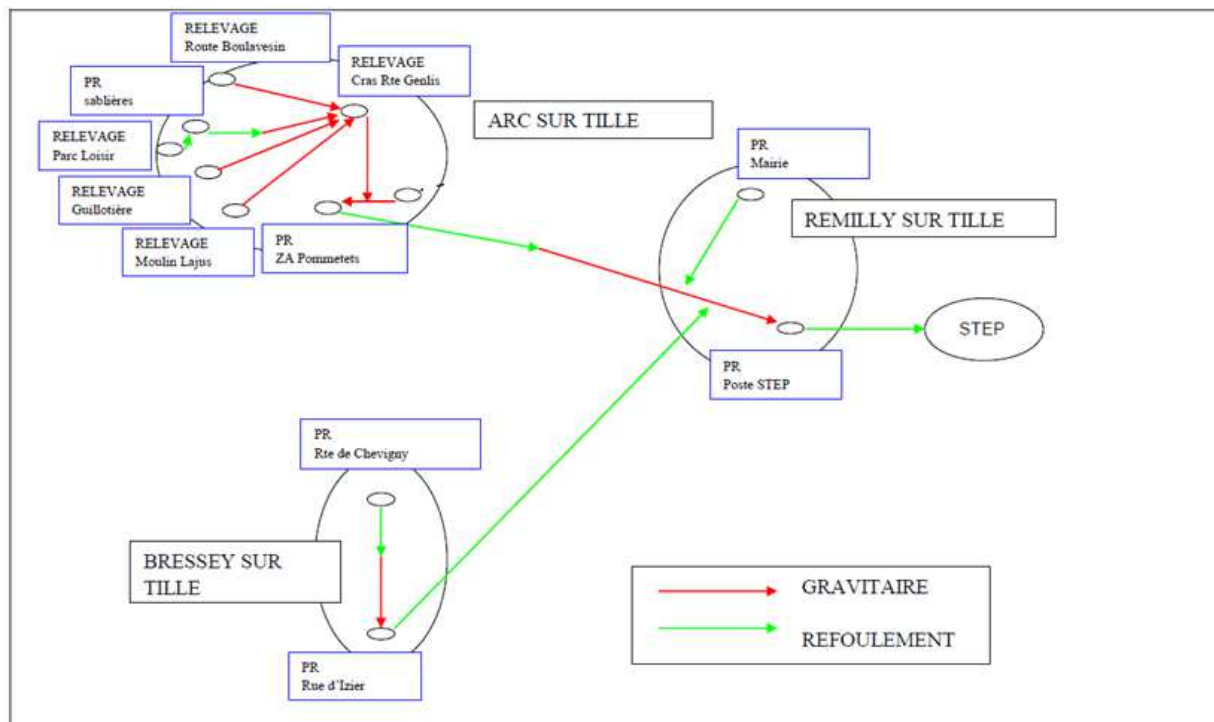 RELEVAGE
Route Boulavesin
RELEVAGE
Cras Rte Genlis
PR
sablières
RELEVAGE
Parc Loisir
RELEVAGE
Guillotière
RELEVAGE
Moulin Lajus
PR
ZA Pommetets
ARC SUR TILLE
PR
Mairie
REMILLY SUR TILLE
STEP
PR
Poste STEP
PR
Rte de Chevigny
BRESSEY SUR
TILLE
PR
Rue d'Izier
GRAVITAIRE
REFOULEMENT